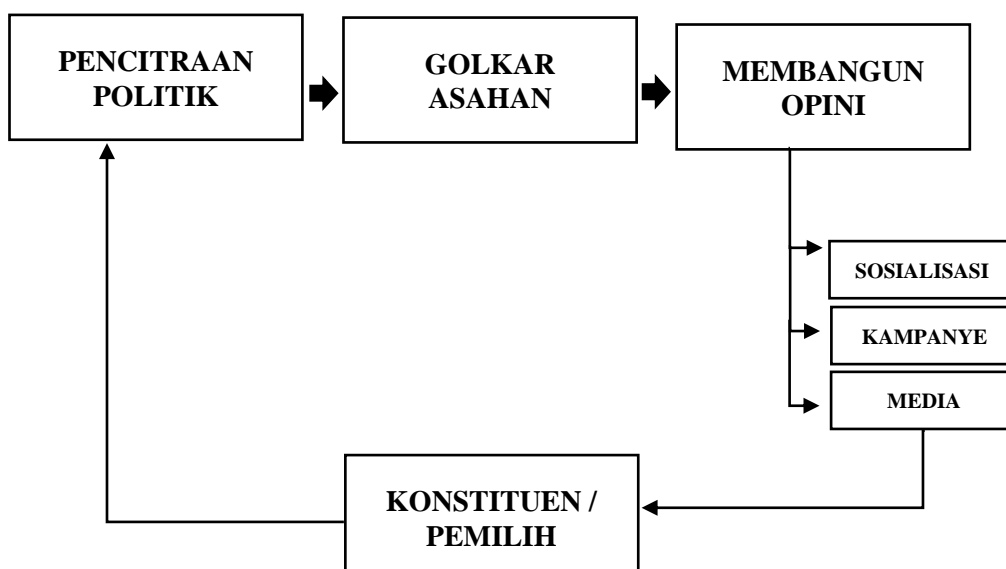 PENCITRAAN
POLITIK
GOLKAR
ASAHAN
MEMBANGUN
OPINI
SOSIALISASI
KAMPANYE
MEDIA
KONSTITUEN /
PEMILIH